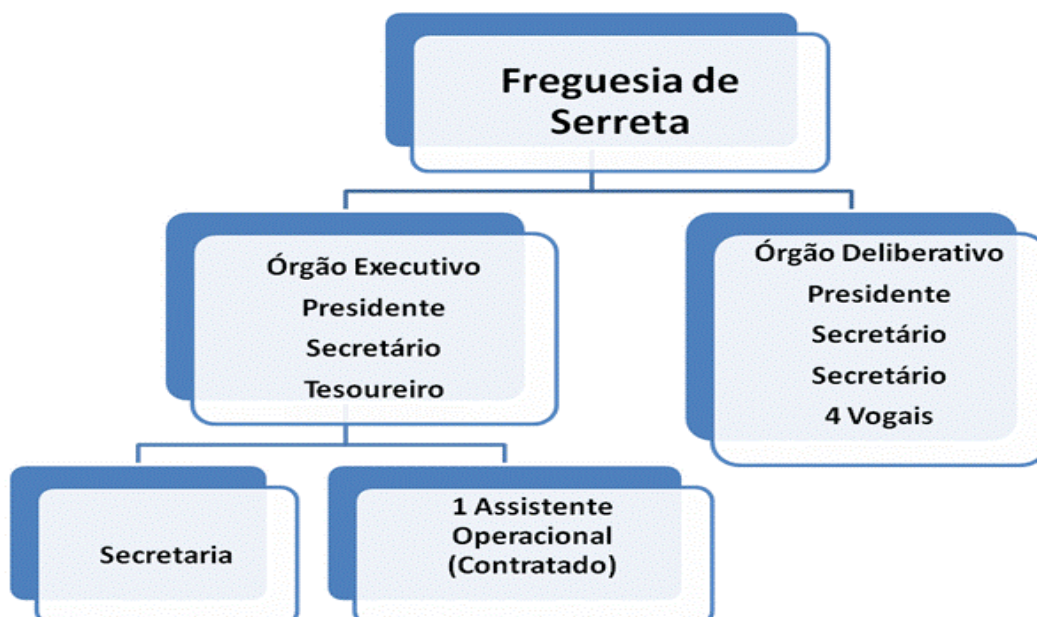 Freguesia de
Serreta
Órgão Executivo
Presidente
Secretário
Tesoureiro
Órgão Deliberativo
Presidente
Secretário
Secretário
4 Vogais
Secretaria
1 Assistente
Operacional
(Contratado)